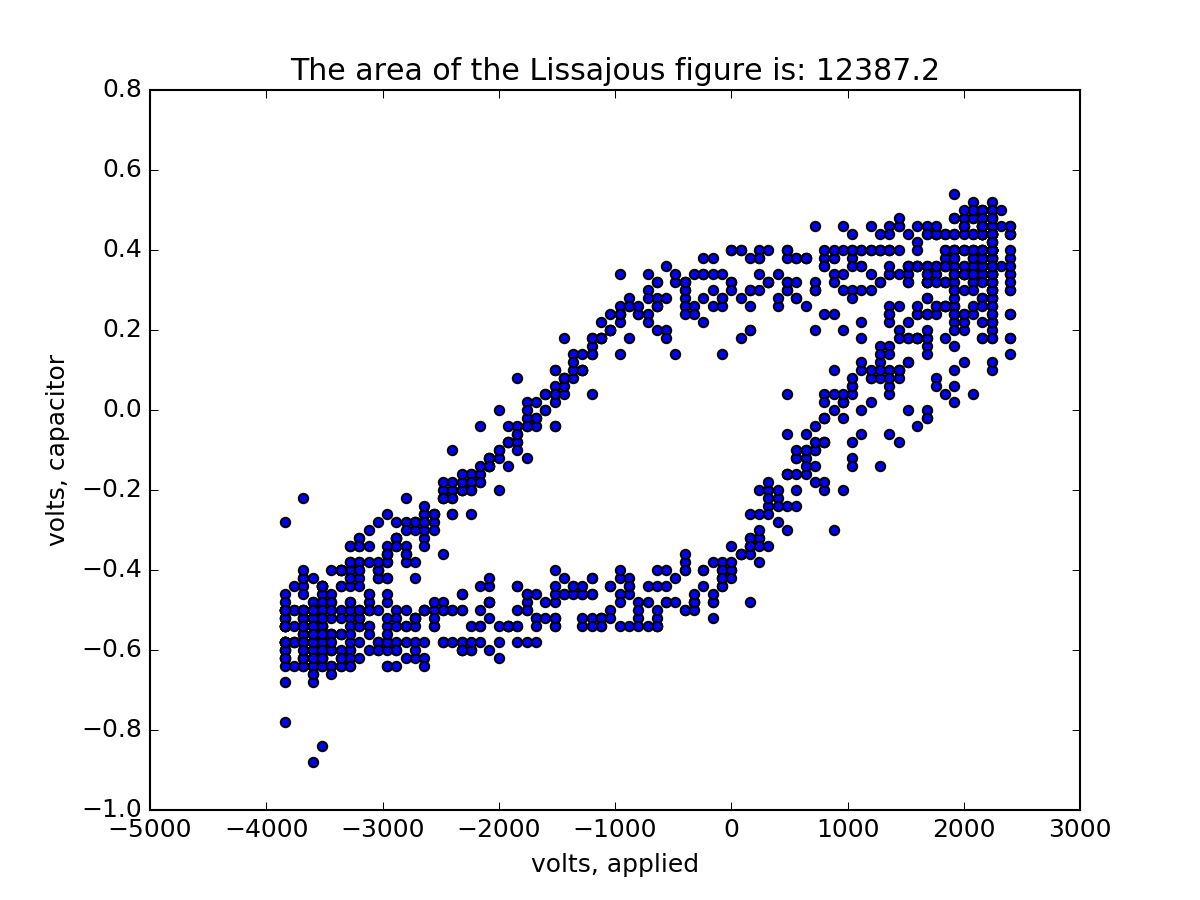 The area of the Lissajous figure is: 12387.2
0.8
0.6
0.4
0.2
0.0
−0.2
−0.4
−0.6
−0.8
−1.0
volts, capacitor
−5000 −4000 −3000 −2000 −1000 0 1000 2000 3000
volts, applied